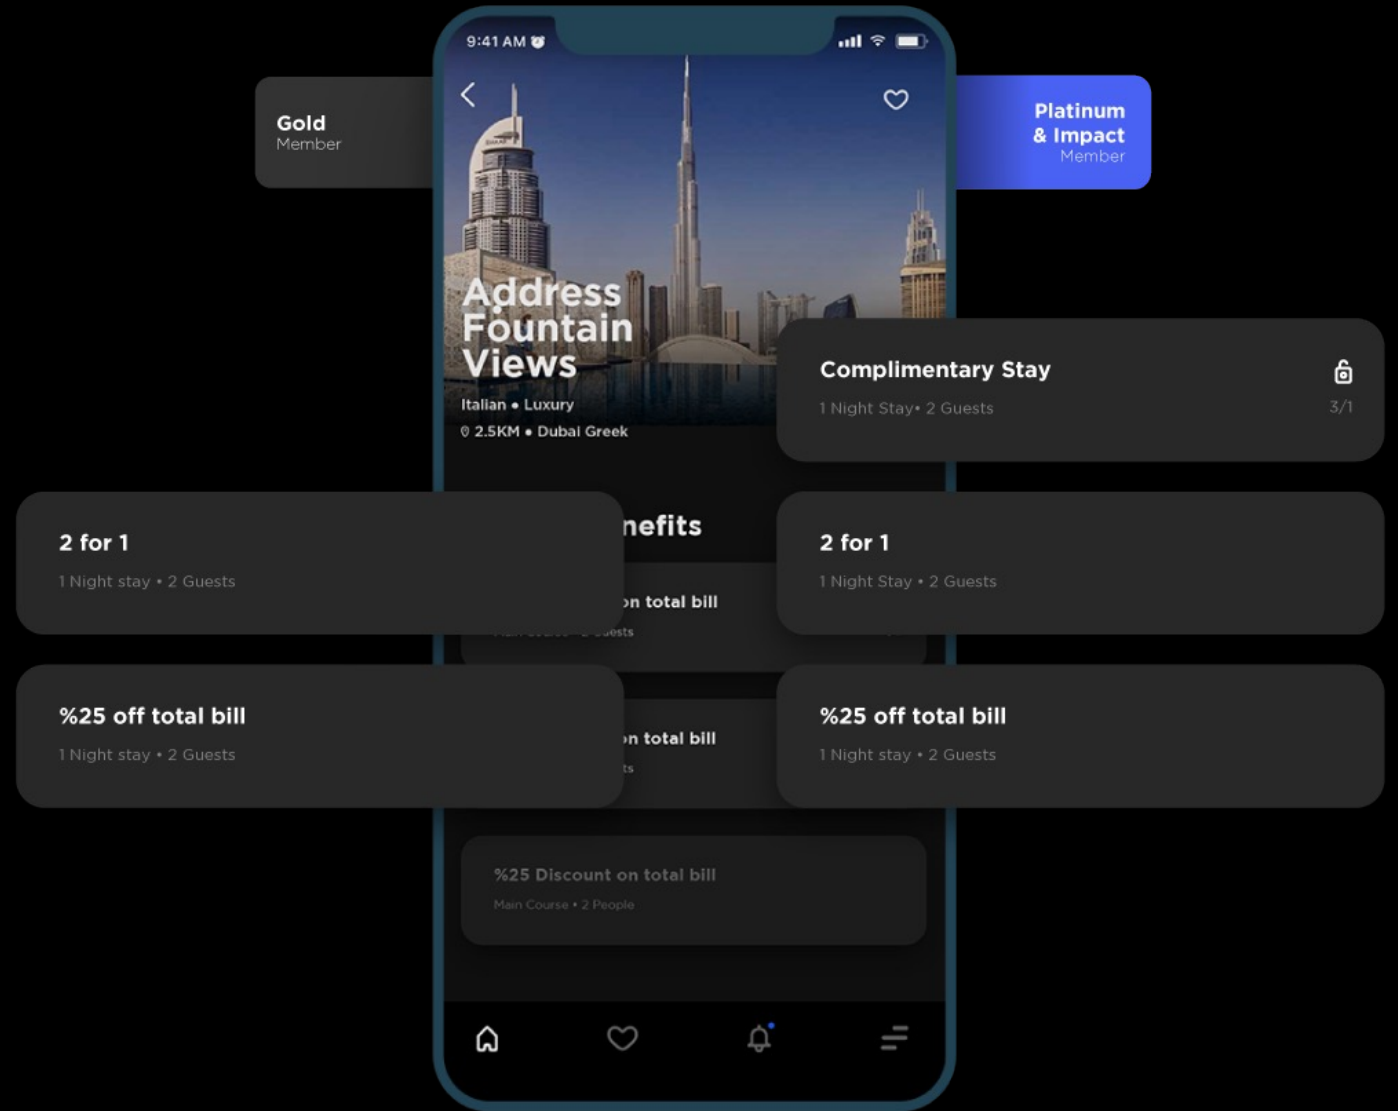 9:41 AM
Gold
Member
Platinum
& Impact
Member
Address
Fountain
Views
Italian • Luxury
2.5KM • Dubal Greek
Complimentary Stay
1 Night Stay• 2 Guests
3/1
nefits
2 for 1
1 Night stay • 2 Guests
on total bill
2 for 1
1 Night Stay • 2 Guests
%25 off total bill
1 Night stay • 2 Guests
on total bill
ts
%25 off total bill
1 Night stay • 2 Guests
%25 Discount on total bill
Main Course • 2 People